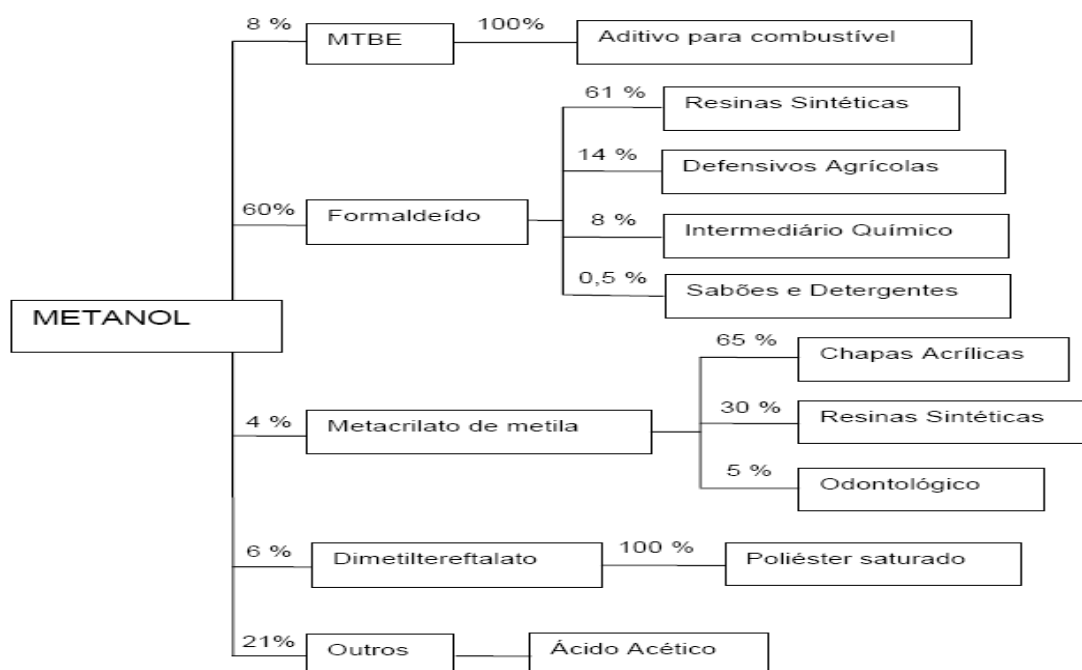 8 %
MTBE
100%
Aditivo para combustível
61 %
Resinas Sintéticas
14 %
Defensivos Agrícolas
60%
Formaldeído
8 %
Intermediário Químico
0,5 %
Sabões e Detergentes
METANOL
65 %
Chapas Acrílicas
4 %
Metacrilato de metila
30 %
Resinas Sintéticas
5 %
Odontológico
6 %
Dimetiltereftalato
100 %
Poliéster saturado
21%
Outros
Ácido Acético